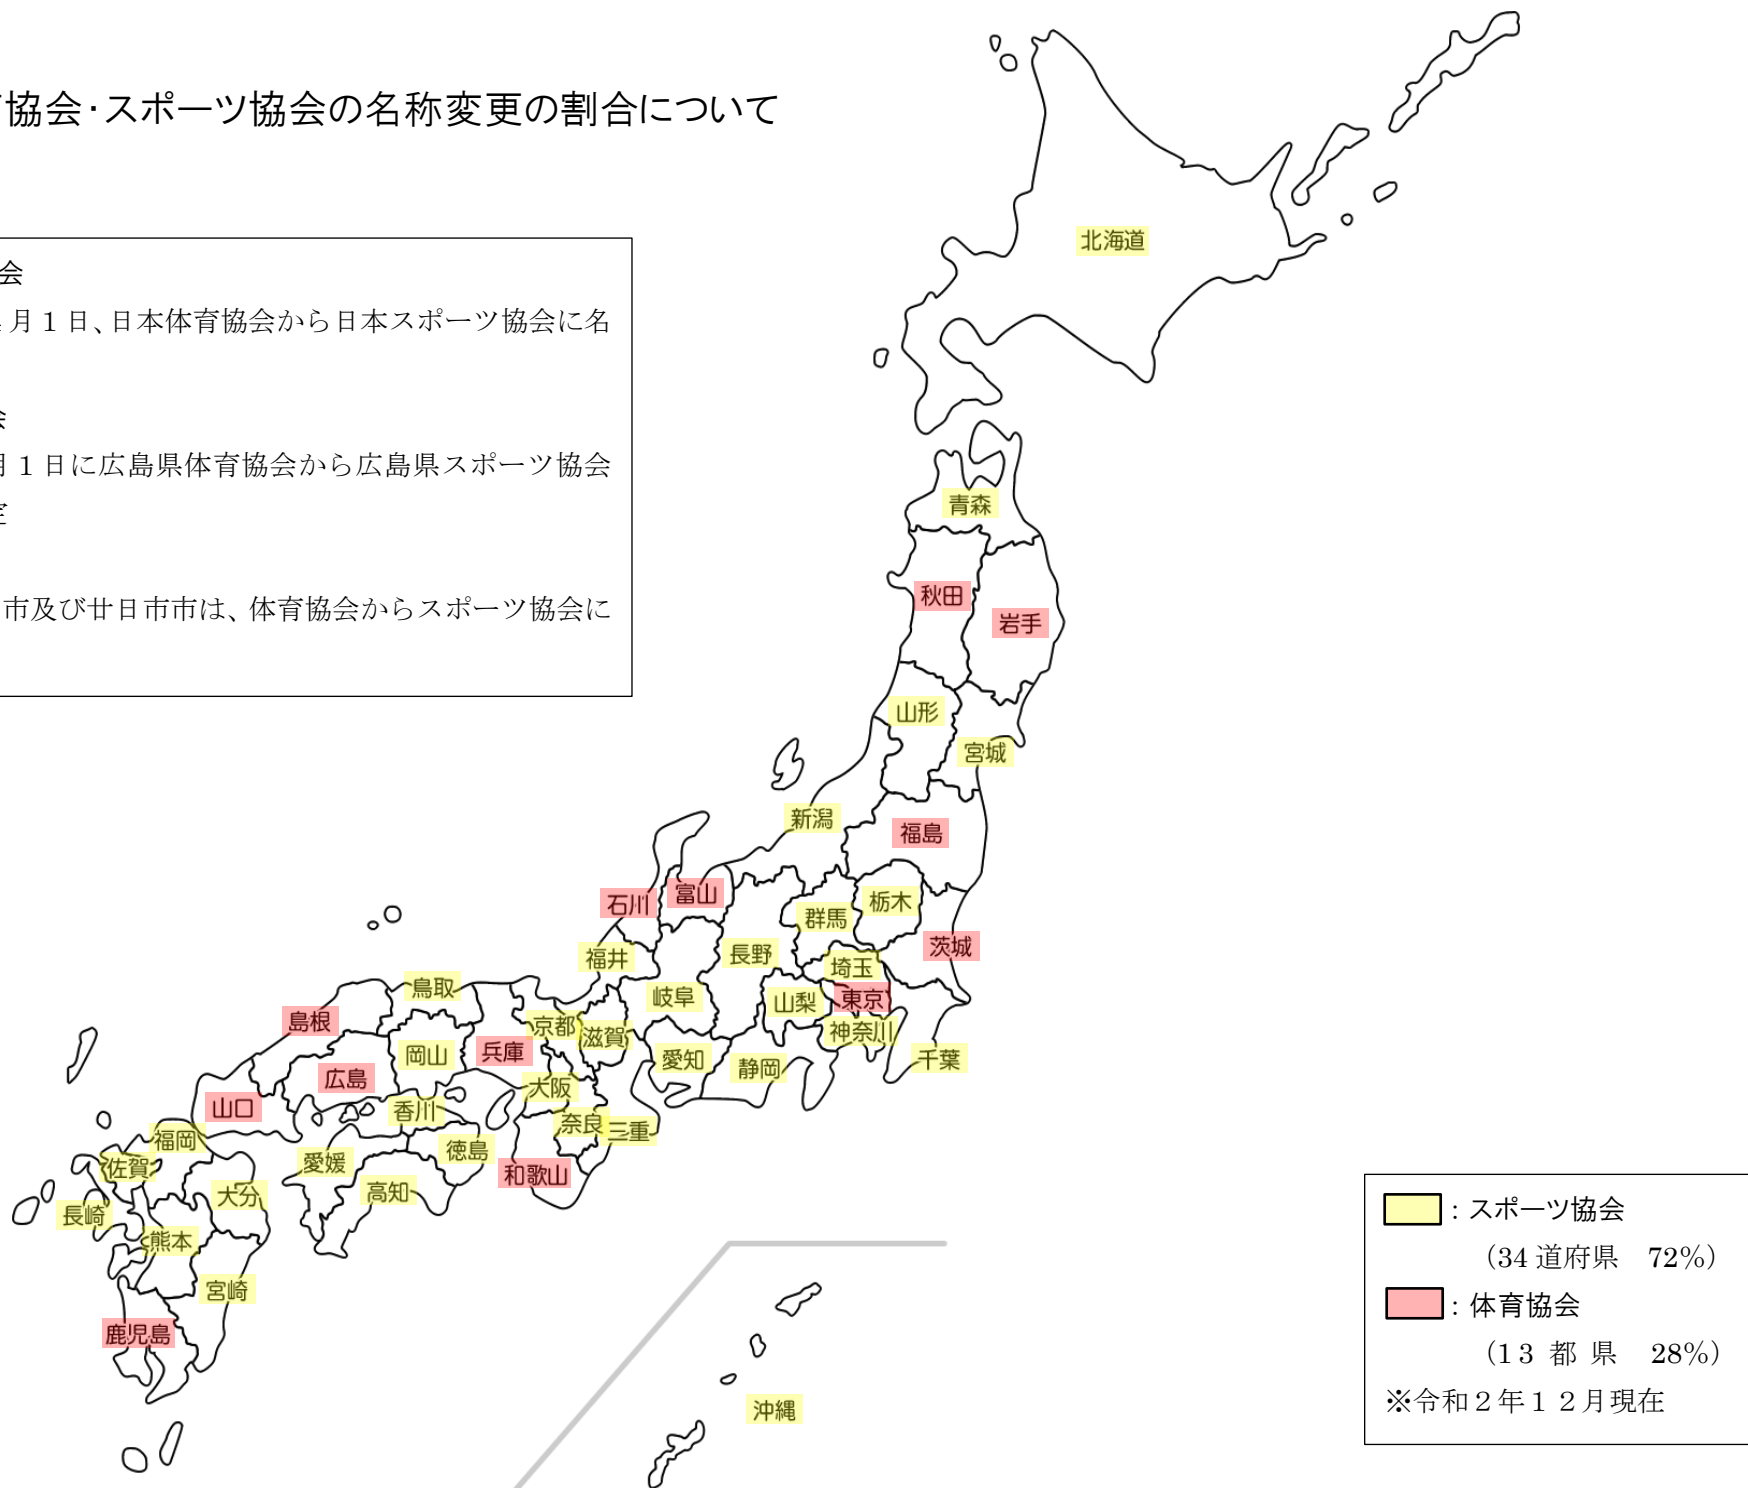 協会・スポーツ協会の名称変更の割合について
会
月1日、日本体育協会から日本スポーツ協会に名
月1日に広島県体育協会から広島県スポーツ協会
市及び廿日市市は、体育協会からスポーツ協会に
北海道
青森
秋田
岩手
山形
宮城
新潟
福島
石川
富山
群馬
栃木
茨城
福井
長野
埼玉
鳥取
岐阜
山梨
東京
島根
京都
滋賀
神奈川
岡山
兵庫
愛知
静岡
千葉
広島
大阪
山口
香川
奈良
三重
福岡
徳島
佐賀
愛媛
和歌山
高知
大分
長崎
熊本
宮崎
鹿児島
沖縄
：スポーツ協会
（34道府県　72%）
：体育協会
（13 都 県　28%）
※令和２年１２月現在